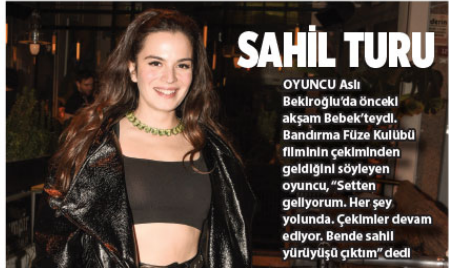 SAHİL TURU
OYUNCU Aslı
Bekiroğlu'da önceki
akşam Bebek'teydi.
Bandırma Füze Kulübü
filminin çekiminden
geldiğini söyleyen
oyuncu, "Setten
geliyorum. Her şey
yolunda. Çekimler devam
ediyor. Bende sahil
yürüyüşü çıktım" dedi